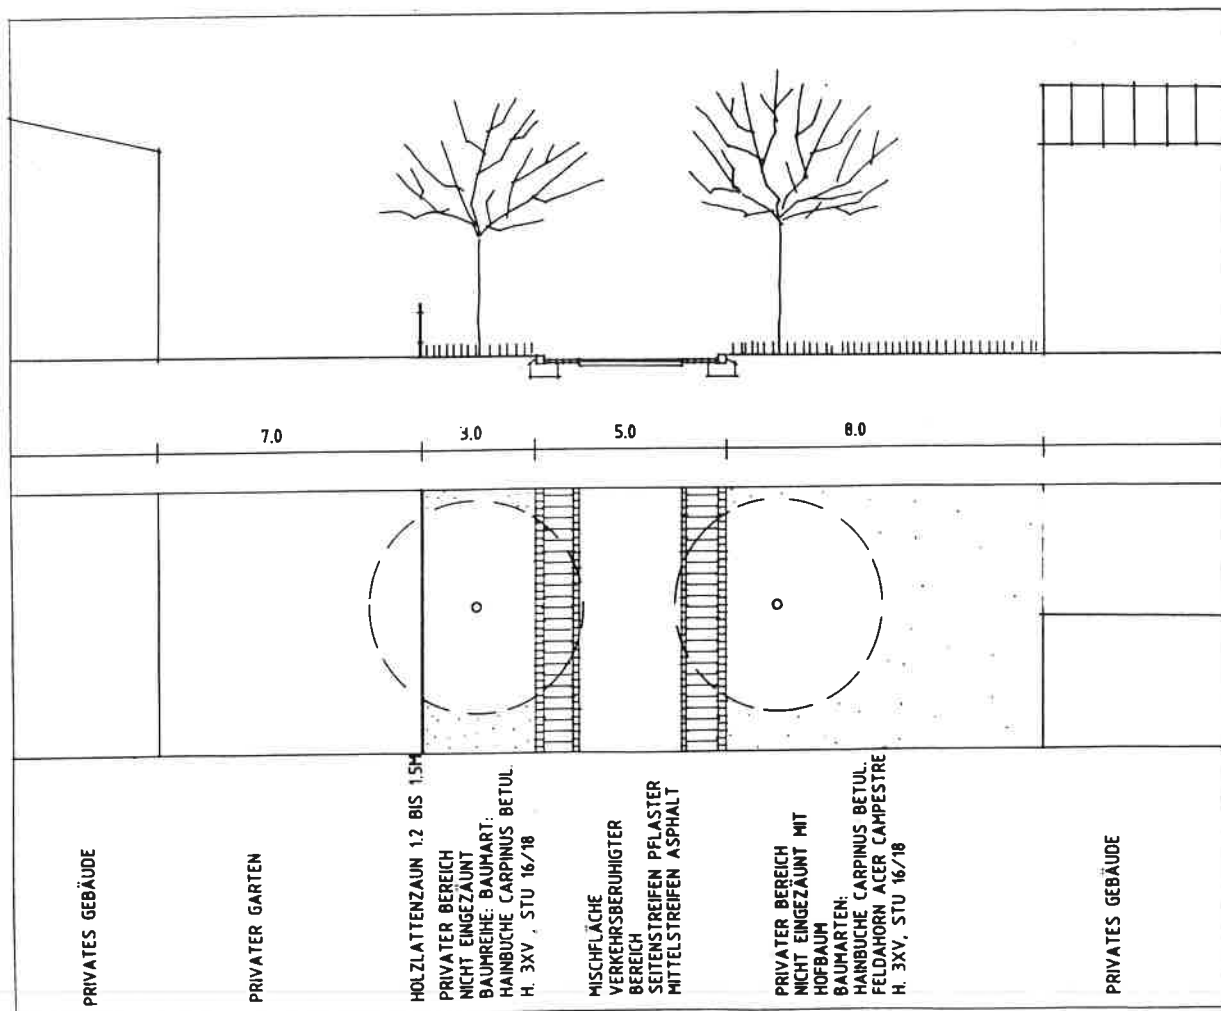 7.0
3.0
5.0
8.0
PRIVATES GEBÄUDE
PRIVATER GARTEN
HOLZLATTENZAUN 1.2 BIS 1.5M
PRIVATER BEREICH
NICHT EINGEZÄUNT
BAUMREIHE: BAUMART:
HAINBUCHE CARPINUS BETUL.
H. 3XV , STU 16/18
MISCHFLÄCHE
VERKEHRSBERUHIGTER
BEREICH
SEITENSTREIFEN PFLASTER
MITTELSTREIFEN ASPHALT
PRIVATER BEREICH
NICHT EINGEZÄUNT MIT
HOFBAUM
BAUMARTEN:
HAINBUCHE CARPINUS BETUL.
FELDAHORN ACER CAMPESTRE
H. 3XV, STU 16/18
PRIVATES GEBÄUDE